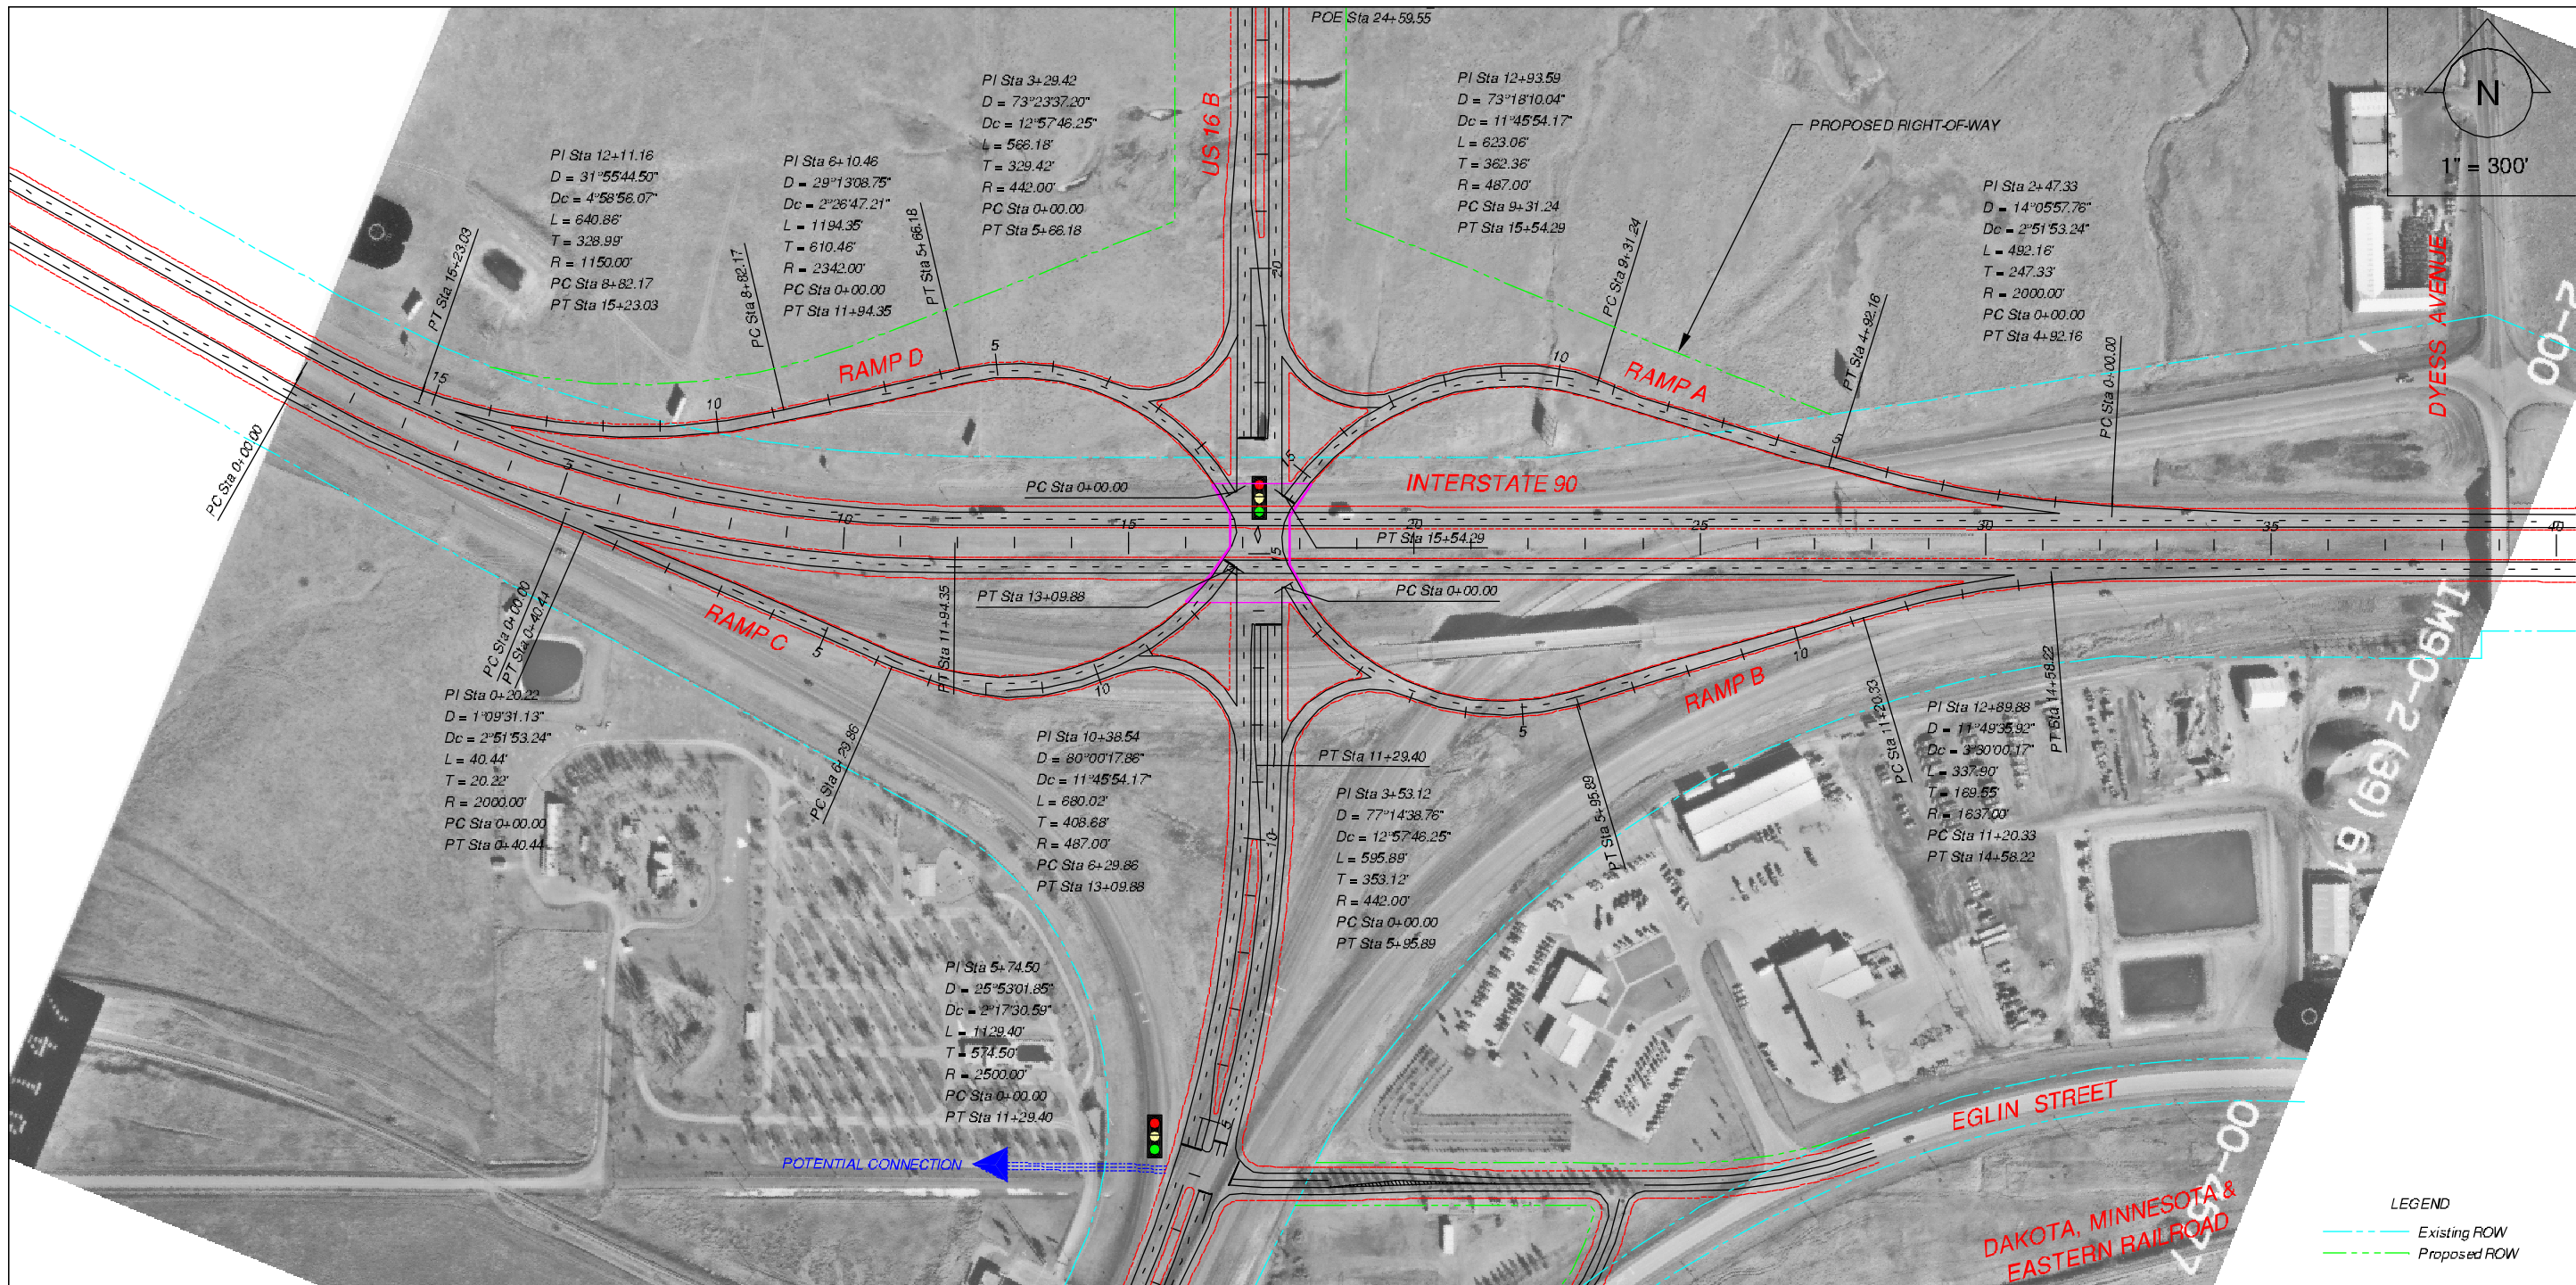 POE Sta 24+59.55
N
1" = 300'
US 16 B
PI Sta 3+29.42
D = 73°23'37.20"
Dc = 12°57'46.25"
L = 566.18'
T = 329.42'
R = 442.00'
PC Sta 0+00.00
PT Sta 5+66.18
PI Sta 12+93.59
D = 73°18'10.04"
Dc = 11°45'54.17"
L = 623.06'
T = 362.36'
R = 487.00'
PC Sta 9+31.24
PT Sta 15+54.29
PROPOSED RIGHT-OF-WAY
PI Sta 12+11.16
D = 31°55'44.50"
Dc = 4°58'56.07"
L = 640.86'
T = 328.99'
R = 1150.00'
PC Sta 8+82.17
PT Sta 15+23.03
PI Sta 6+10.46
D = 29°13'08.75"
Dc = 2°26'47.21"
L = 1194.35'
T = 610.46'
R = 2342.00'
PC Sta 0+00.00
PT Sta 11+94.35
PI Sta 2+47.33
D = 14°05'57.76"
Dc = 2°51'53.24"
L = 492.16'
T = 247.33'
R = 2000.00'
PC Sta 0+00.00
PT Sta 4+92.16
PT Sta 15+23.03
PC Sta 8+82.17
PT Sta 5+66.18
PC Sta 9+31.24
PT Sta 4+92.16
PC Sta 0+00.00
DYESS AVENUE
20
RAMP D
5
10
15
RAMP A
10
5
15
PC Sta 0+00.00
PC Sta 0+00.00
INTERSTATE 90
5
10
15
20
25
30
35
40
PT Sta 15+54.29
5
PT Sta 13+09.88
PC Sta 0+00.00
PC Sta 0+00.00
PT Sta 0+40.44
RAMP C
5
10
PT Sta 11+94.35
PC Sta 6+29.86
RAMP B
5
10
PT Sta 5+95.89
PC Sta 11+20.33
PT Sta 14+58.22
IM90-2 (39) 61
PI Sta 0+20.22
D = 1°09'31.13"
Dc = 2°51'53.24"
L = 40.44'
T = 20.22'
R = 2000.00'
PC Sta 0+00.00
PT Sta 0+40.44
PI Sta 10+38.54
D = 80°00'17.86"
Dc = 11°45'54.17"
L = 680.02'
T = 408.68'
R = 487.00'
PC Sta 6+29.86
PT Sta 13+09.88
PT Sta 11+29.40
PI Sta 3+53.12
D = 77°14'38.76"
Dc = 12°57'46.25"
L = 595.89'
T = 353.12'
R = 442.00'
PC Sta 0+00.00
PT Sta 5+95.89
PI Sta 12+89.88
D = 11°49'35.92"
Dc = 3°30'00.17"
L = 337.90'
T = 169.55'
R = 1637.00'
PC Sta 11+20.33
PT Sta 14+58.22
10
PI Sta 5+74.50
D = 25°53'01.85"
Dc = 2°17'30.59"
L = 1129.40'
T = 574.50'
R = 2500.00'
PC Sta 0+00.00
PT Sta 11+29.40
5
POTENTIAL CONNECTION
EGLIN STREET
DAKOTA, MINNESOTA &
EASTERN RAILROAD
LEGEND
Existing ROW
Proposed ROW